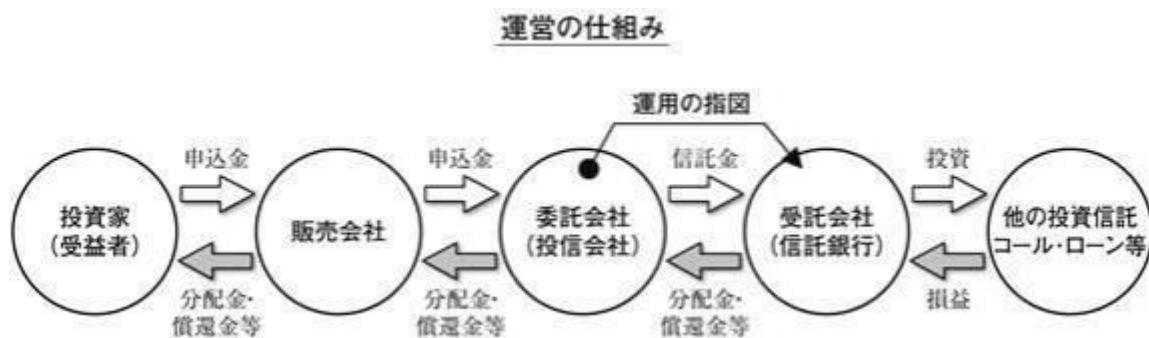 運営の仕組み
運用の指図
申込金
申込金
信託金
投資
投資家
（受益者）
販売会社
委託会社
（投信会社）
受託会社
（信託銀行）
他の投資信託
コール・ローン等
分配金・
償還金等
分配金・
償還金等
分配金・
償還金等
損益